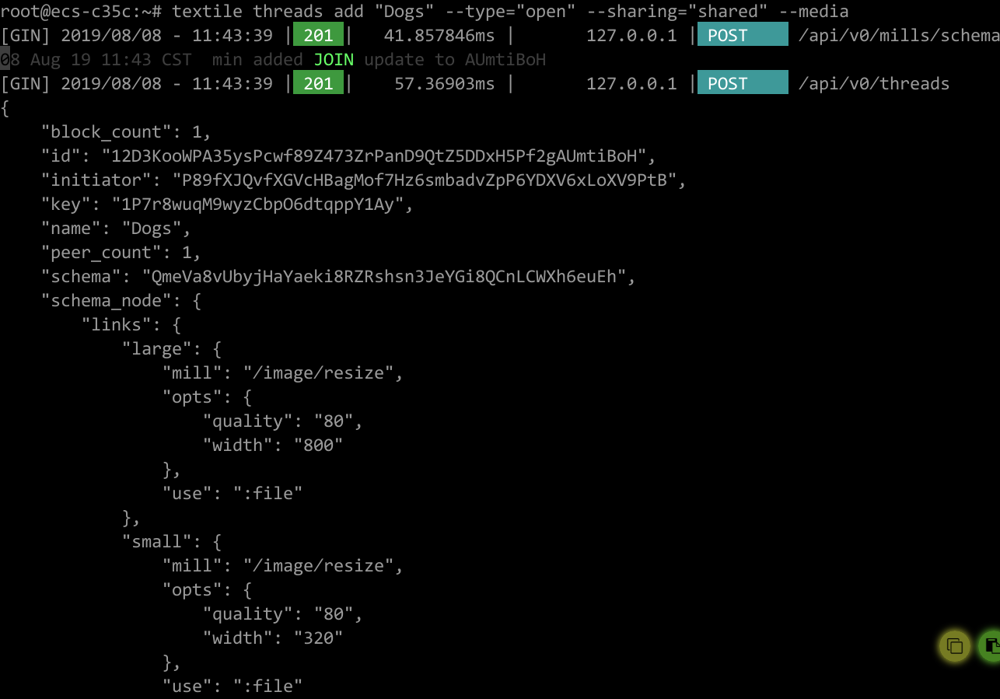 root@ecs-c35c:~# textile threads add "Dogs" --type="open" --sharing="shared" --media
[GIN] 2019/08/08 - 11:43:39 | 201 |   41.857846ms |       127.0.0.1 | POST     /api/v0/mills/schema
08 Aug 19 11:43 CST  min added JOIN update to AUmtiBoH
[GIN] 2019/08/08 - 11:43:39 | 201 |    57.36903ms |       127.0.0.1 | POST     /api/v0/threads
{
    "block_count": 1,
    "id": "12D3KooWPA35ysPcwf89Z473ZrPanD9QtZ5DDxH5Pf2gAUmtiBoH",
    "initiator": "P89fXJQvfXGVcHBagMof7Hz6smbadvZpP6YDXV6xLoXV9PtB",
    "key": "1P7r8wuqM9wyzCbpO6dtqppY1Ay",
    "name": "Dogs",
    "peer_count": 1,
    "schema": "QmeVa8vUbyjHaYaeki8RZRshsn3JeYGi8QCnLCWXh6euEh",
    "schema_node": {
        "links": {
            "large": {
                "mill": "/image/resize",
                "opts": {
                    "quality": "80",
                    "width": "800"
                },
                "use": ":file"
            },
            "small": {
                "mill": "/image/resize",
                "opts": {
                    "quality": "80",
                    "width": "320"
                },
                "use": ":file"